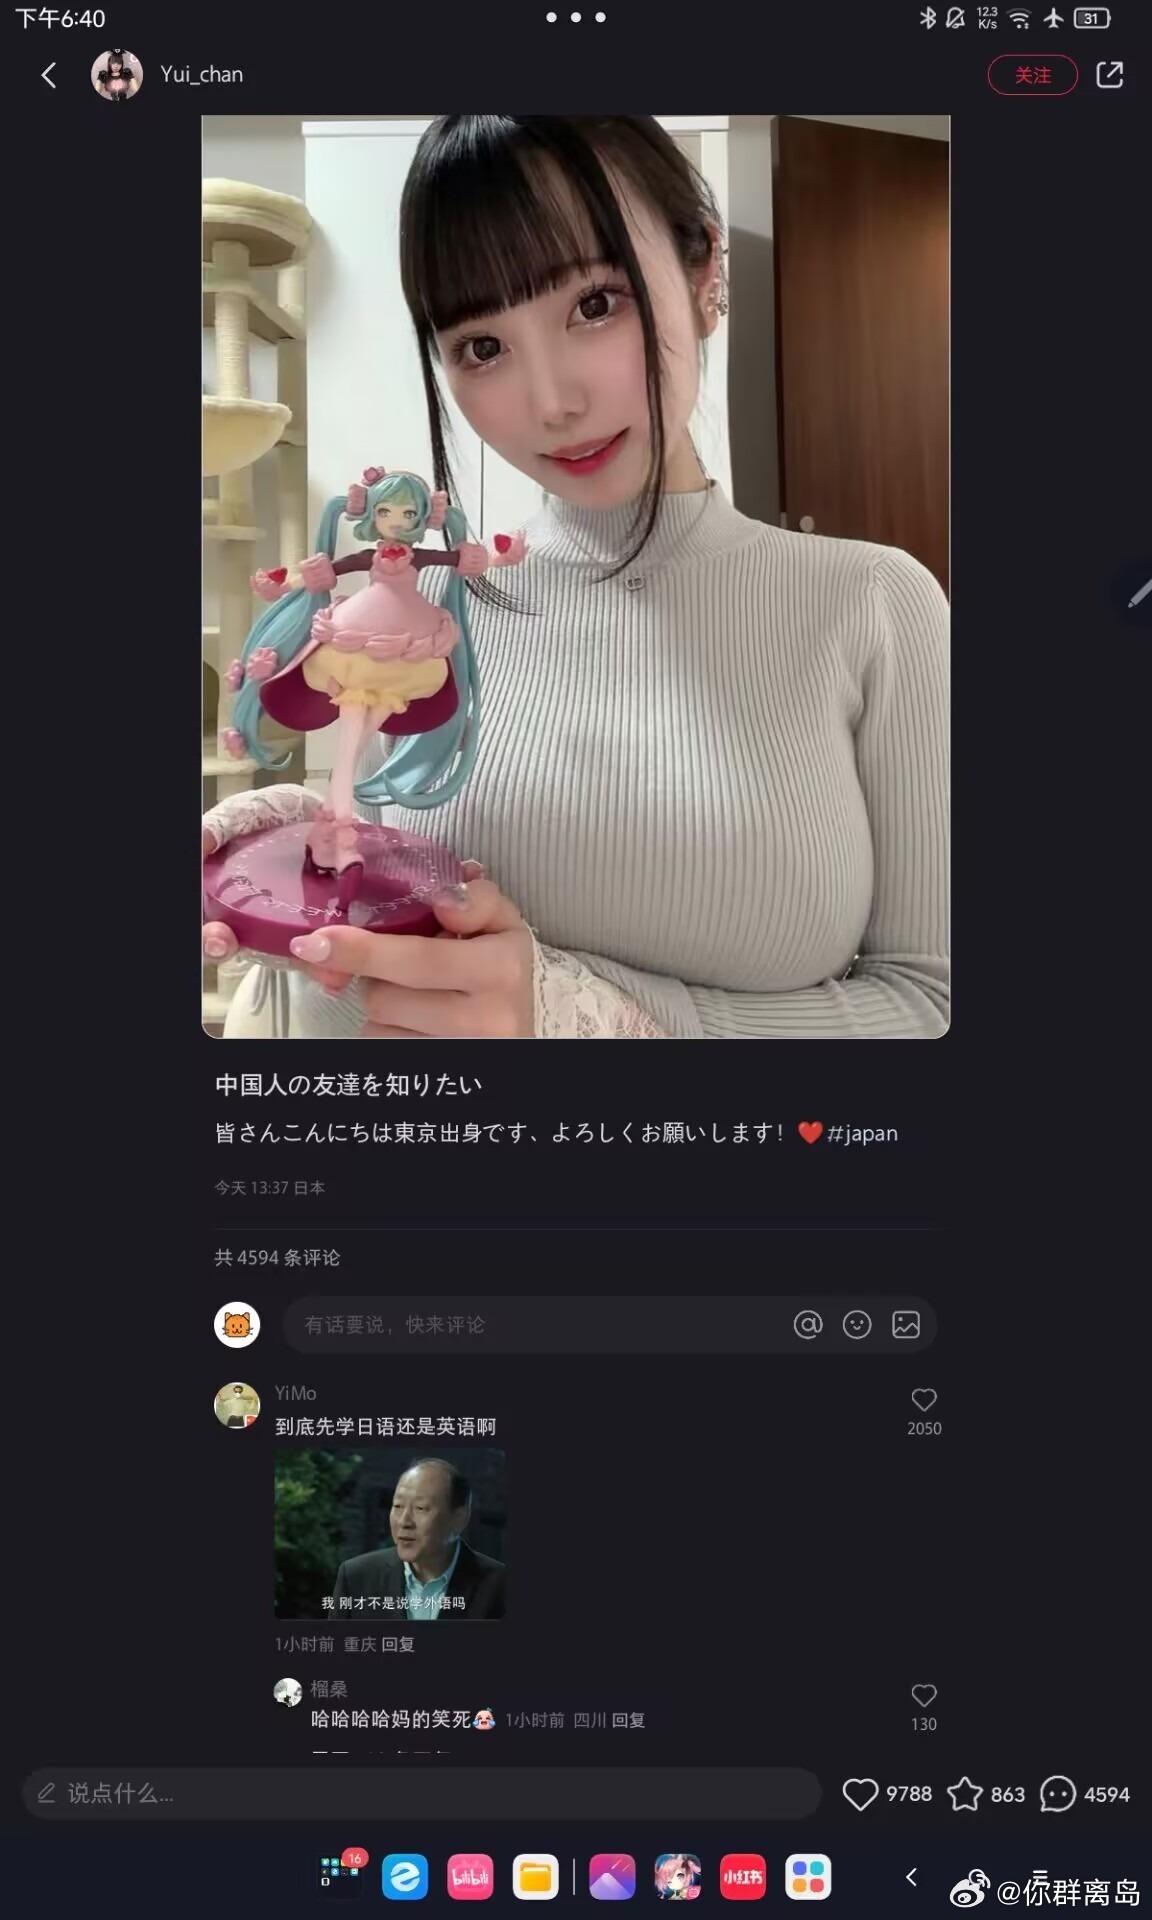 下午6:40
12.3
K/s
31
Yui_chan
关注
中国人の友達を知りたい
皆さんこんにちは東京出身です、よろしくお願いします！❤️#japan
今天 13:37 日本
共 4594 条评论
有话要说，快来评论
YiMo
到底先学日语还是英语啊
2050
我 刚才不是说学外语吗
1小时前 重庆 回复
榴桑
哈哈哈哈妈的笑死😂 1小时前 四川 回复
130
说点什么...
9788
863
4594
16
bilibili
小红书
@你群离岛